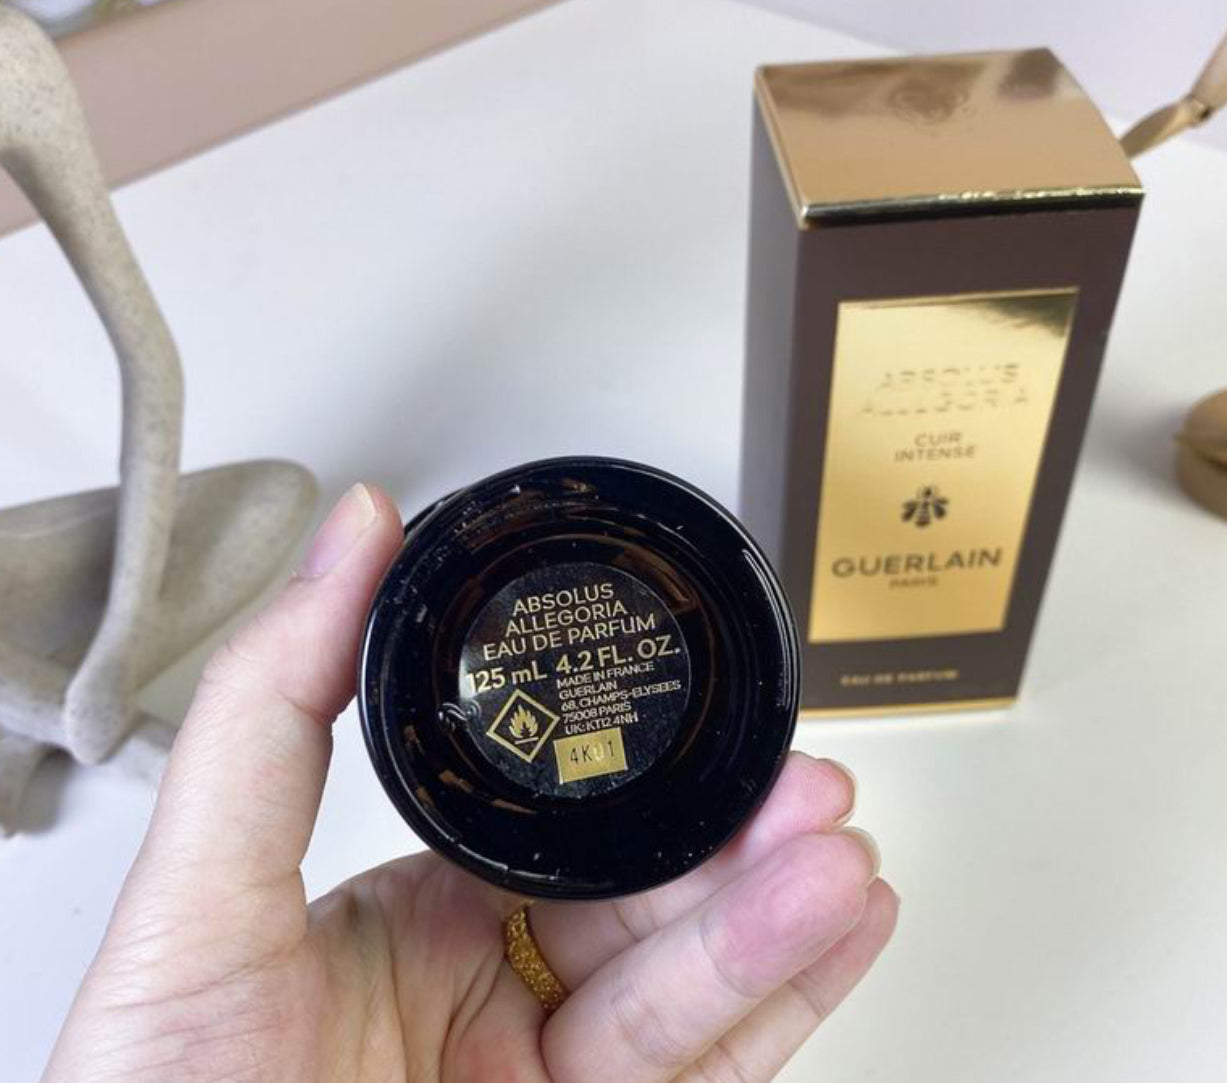 ABSOLUS
ALLEGORIA
CUIR
INTENSE
GUERLAIN
PARIS
EAU DE PARFUM
ABSOLUS
ALLEGORIA
EAU DE PARFUM
125 mL 4.2 FL. OZ.
MADE IN FRANCE
GUERLAIN
68, CHAMPS-ELYSEES
75008 PARIS
UK: KT12 4NH
4K01